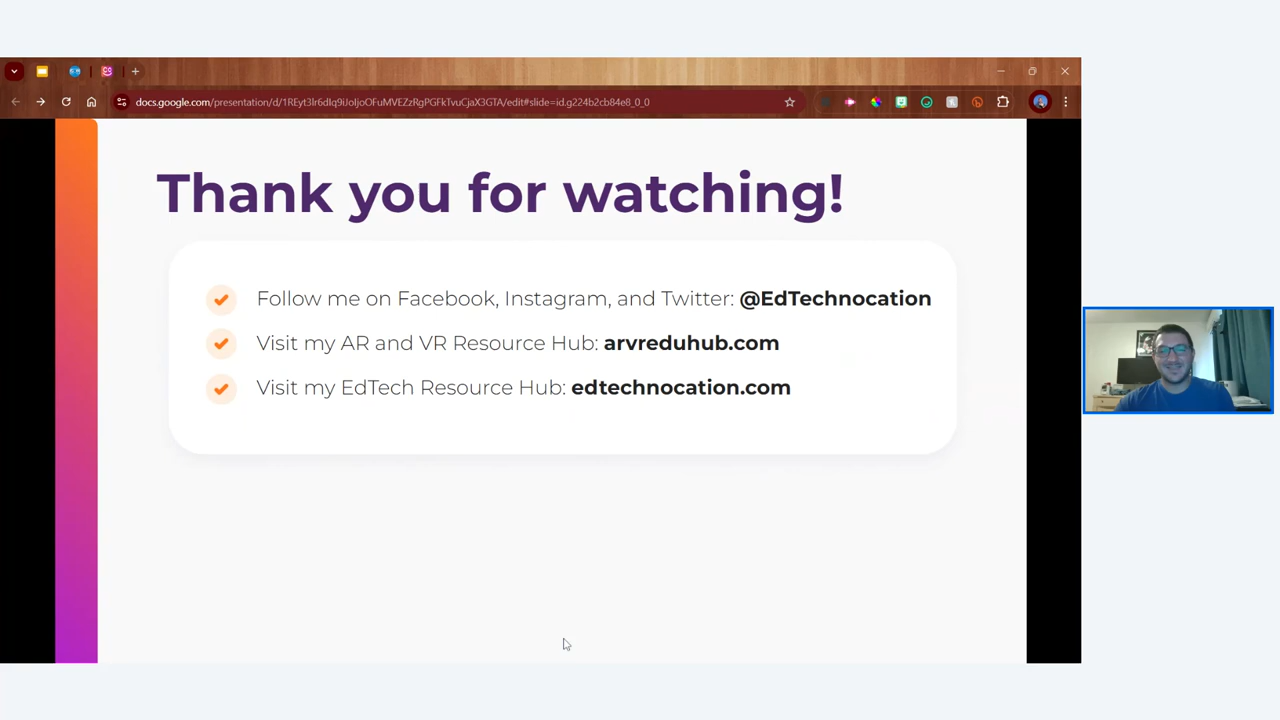 docs.google.com/presentation/d/1REyt3lr6dIq9iJoIjoOFuMVEZzRgPGFkTvuCjaX3GTA/edit#slide=id.g224b2cb84e8_0_0
Thank you for watching!
Follow me on Facebook, Instagram, and Twitter: @EdTechnocation
Visit my AR and VR Resource Hub: arvreduhub.com
Visit my EdTech Resource Hub: edtechnocation.com